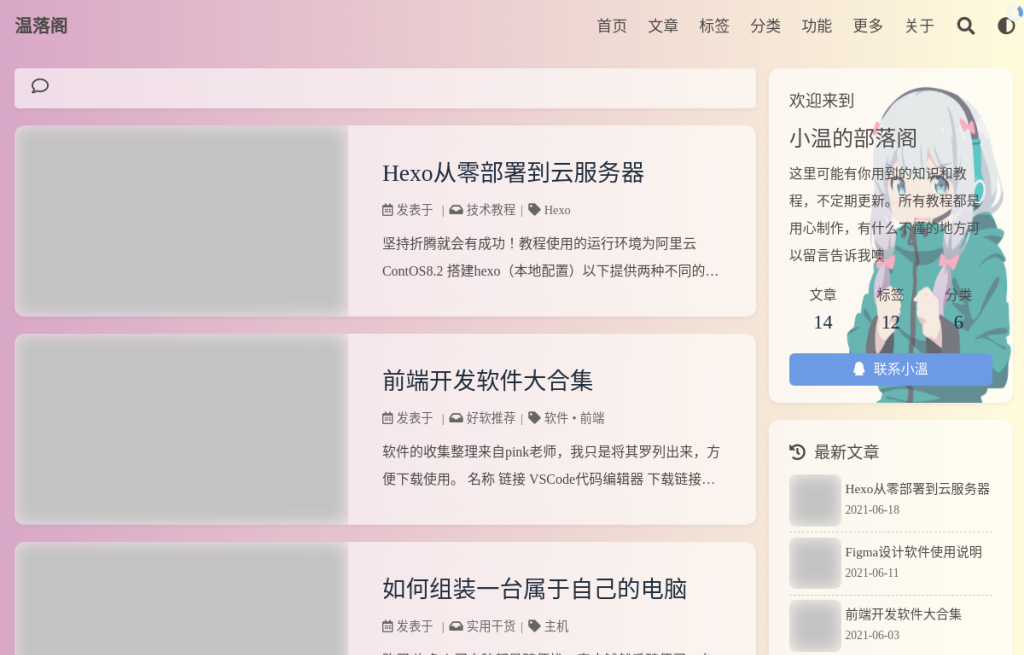 温落阁
首页 文章 标签 分类 功能 更多 关于
Hexo从零部署到云服务器
发表于 | 技术教程 | Hexo
坚持折腾就会有成功！教程使用的运行环境为阿里云
ContOS8.2 搭建hexo（本地配置）以下提供两种不同的…
前端开发软件大合集
发表于 | 好软推荐 | 软件 • 前端
软件的收集整理来自pink老师，我只是将其罗列出来，方
便下载使用。 名称 链接 VSCode代码编辑器 下载链接…
如何组装一台属于自己的电脑
发表于 | 实用干货 | 主机
欢迎来到
小温的部落阁
这里可能有你用到的知识和教
程，不定期更新。所有教程都是
用心制作，有什么不懂的地方可
以留言告诉我噢
文章 标签 分类
14 12 6
联系小溫
最新文章
Hexo从零部署到云服务器
2021-06-18
Figma设计软件使用说明
2021-06-11
前端开发软件大合集
2021-06-03